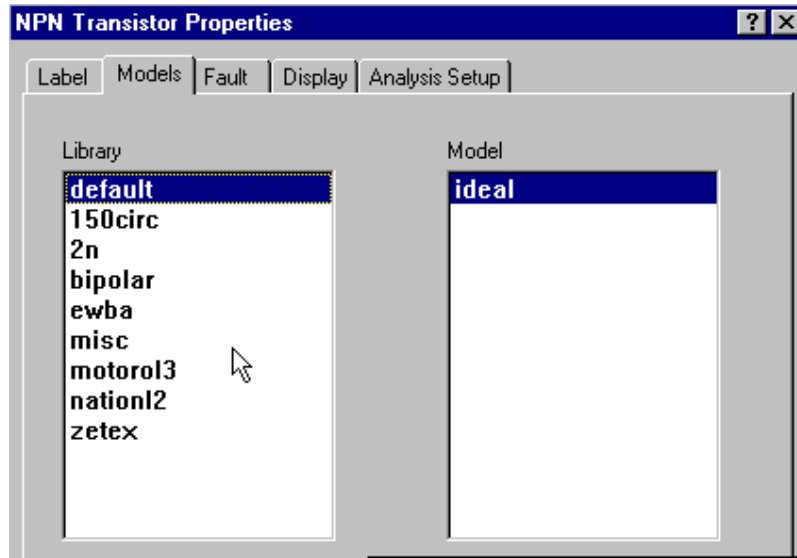 NPN Transistor Properties
Label Models Fault Display Analysis Setup
Library Model
default ideal
150circ
2n
bipolar
ewba
misc
motorol3
nationl2
zetex